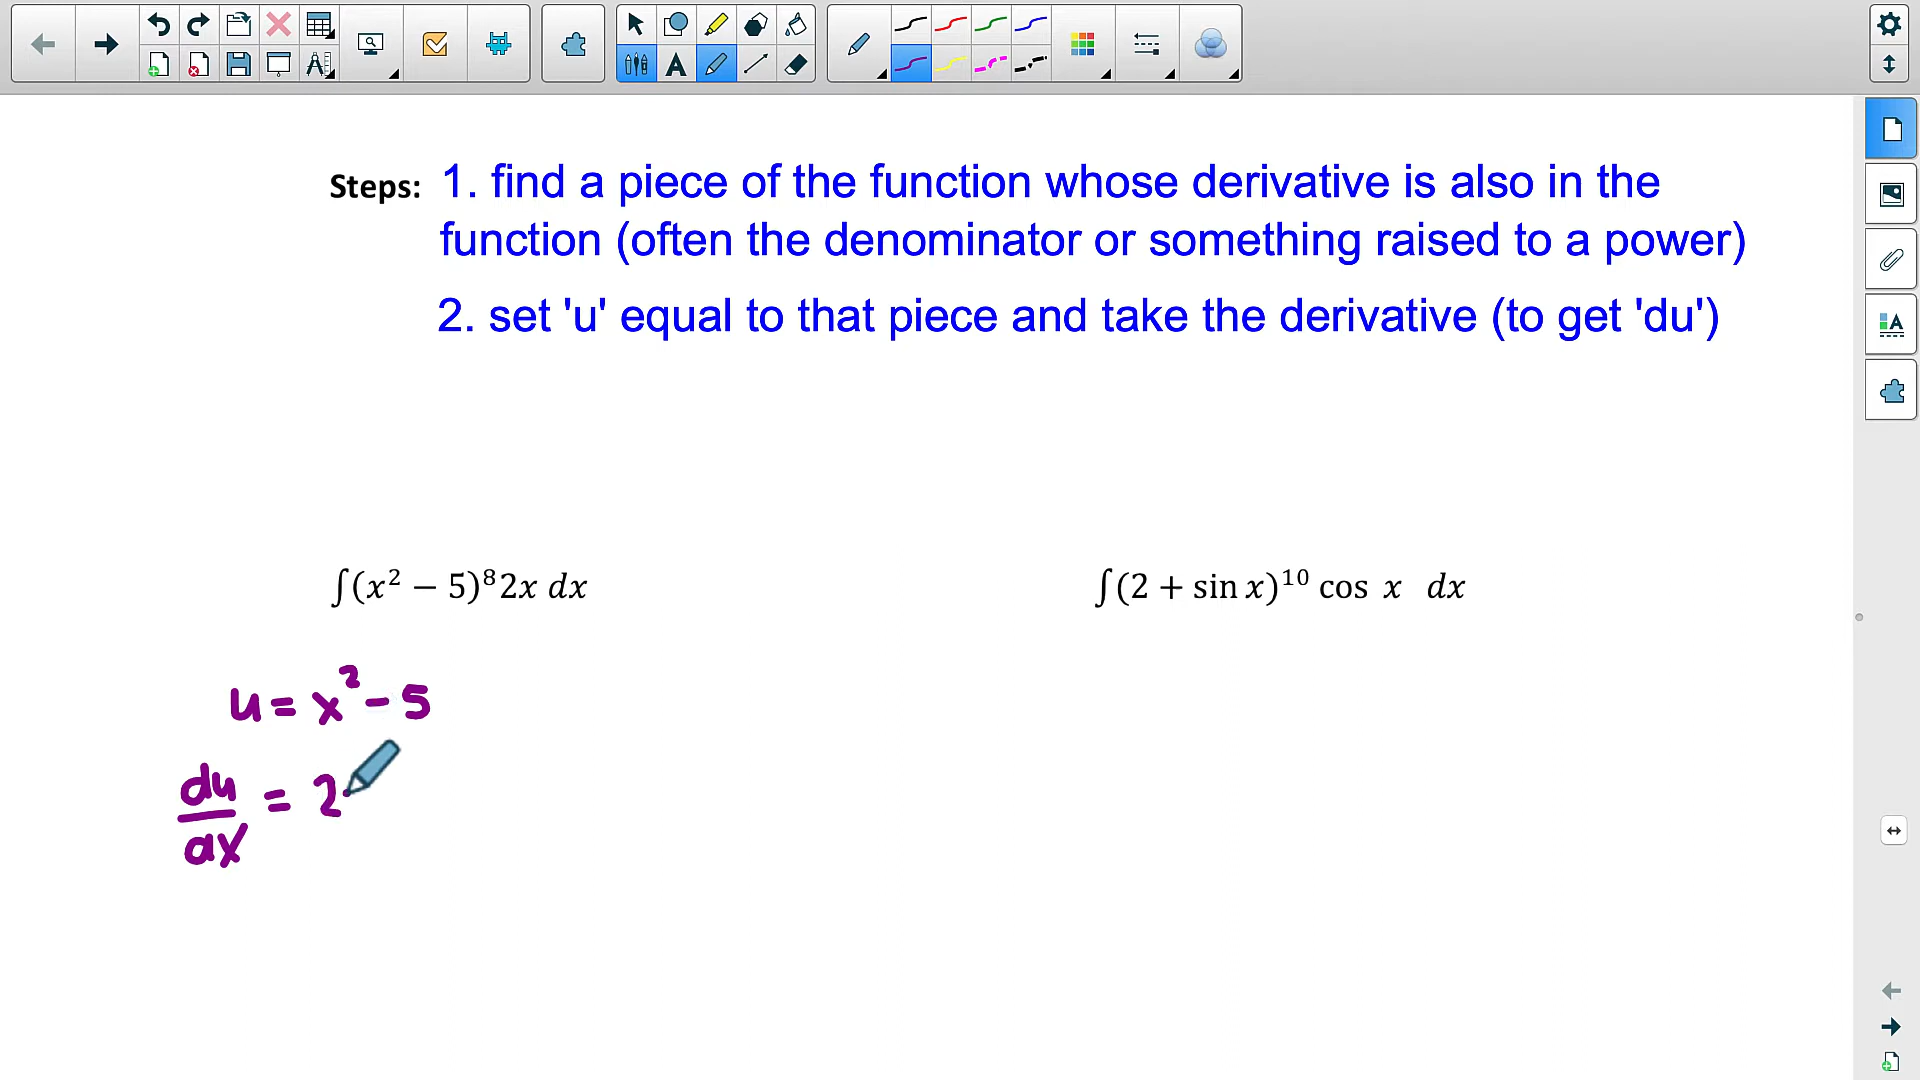 Steps: 1. find a piece of the function whose derivative is also in the
function (often the denominator or something raised to a power)
2. set 'u' equal to that piece and take the derivative (to get 'du')
∫(x² − 5)⁸2x dx
∫(2 + sin x)¹⁰ cos x dx
u = x² − 5
du/dx = 2